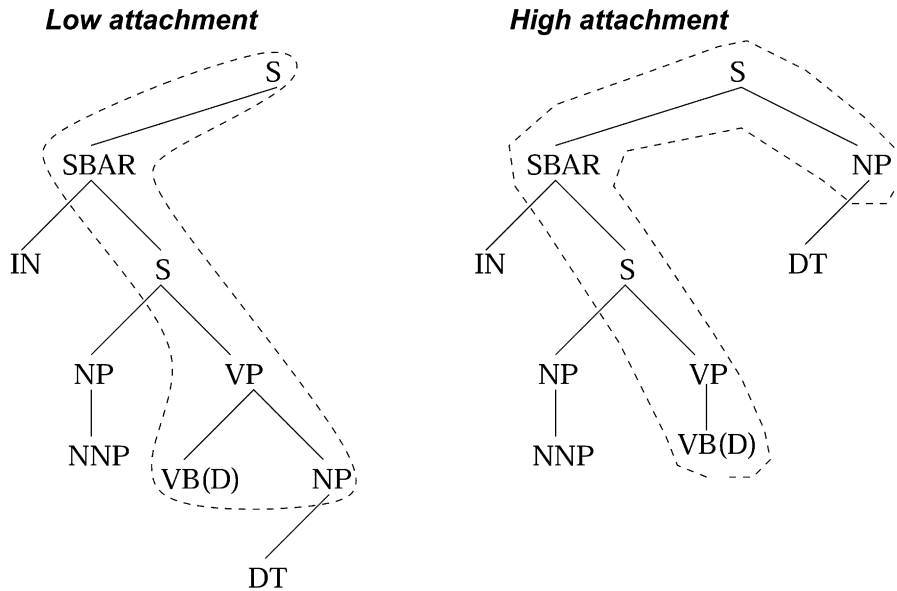 Low attachment
High attachment
S
SBAR
IN
S
NP
VP
NNP
VB(D)
NP
DT
S
SBAR
NP
IN
S
DT
NP
VP
NNP
VB(D)